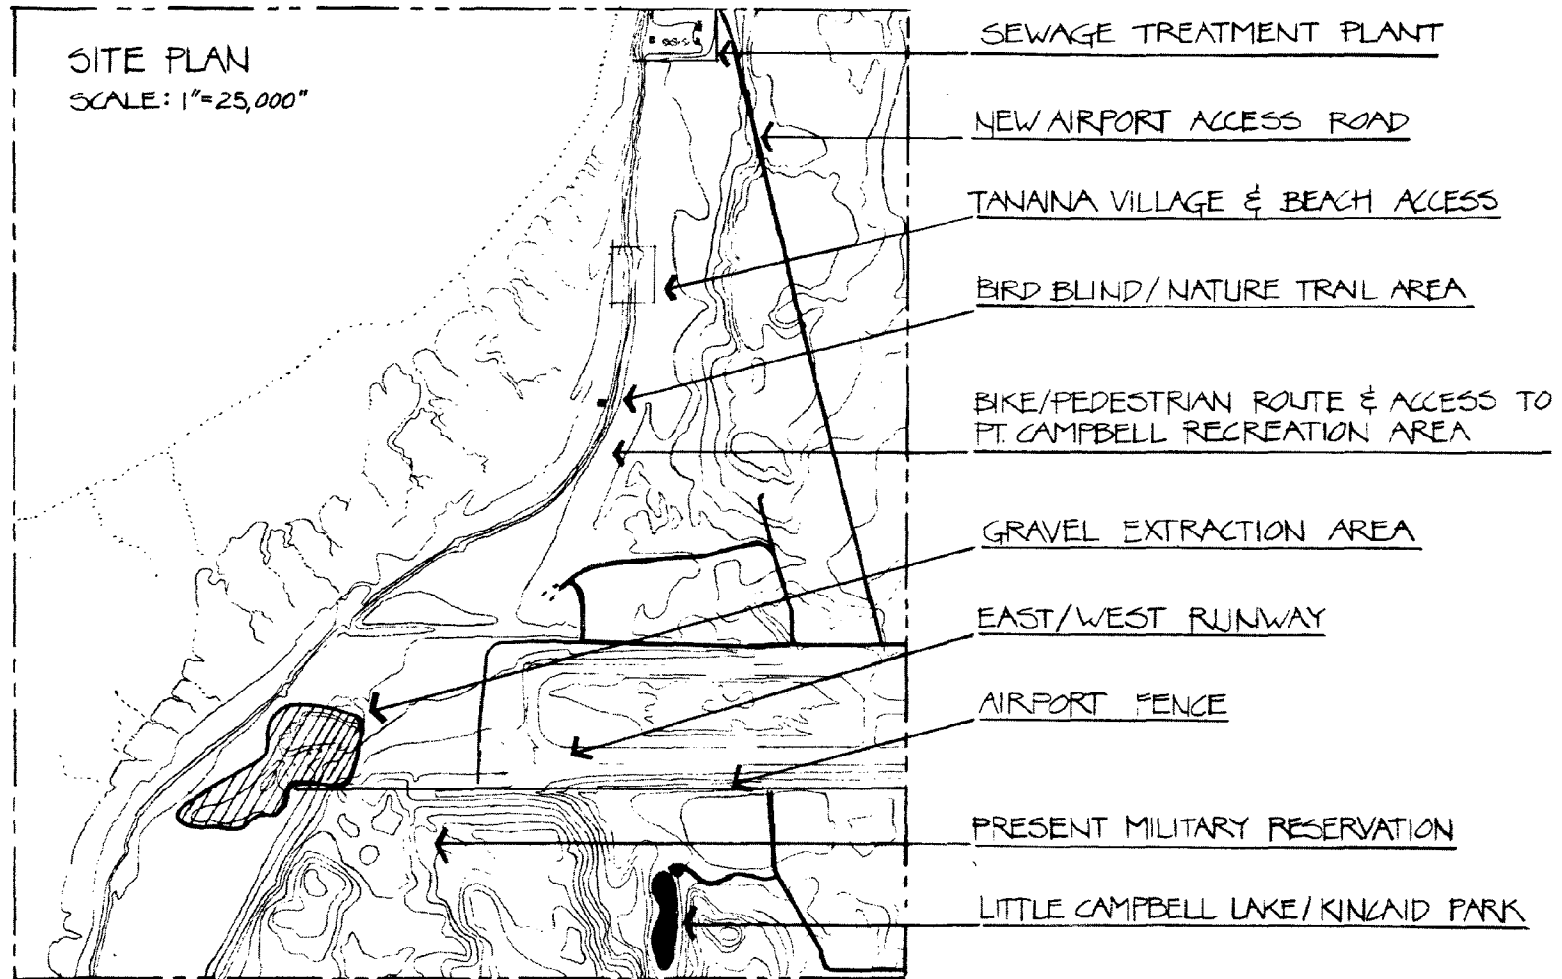 SITE PLAN
SCALE: 1"=25,000"
SEWAGE TREATMENT PLANT
NEW AIRPORT ACCESS ROAD
TANAINA VILLAGE & BEACH ACCESS
BIRD BLIND/NATURE TRAIL AREA
BIKE/PEDESTRIAN ROUTE & ACCESS TO
PT. CAMPBELL RECREATION AREA
GRAVEL EXTRACTION AREA
EAST/WEST RUNWAY
AIRPORT FENCE
PRESENT MILITARY RESERVATION
LITTLE CAMPBELL LAKE/KINCAID PARK